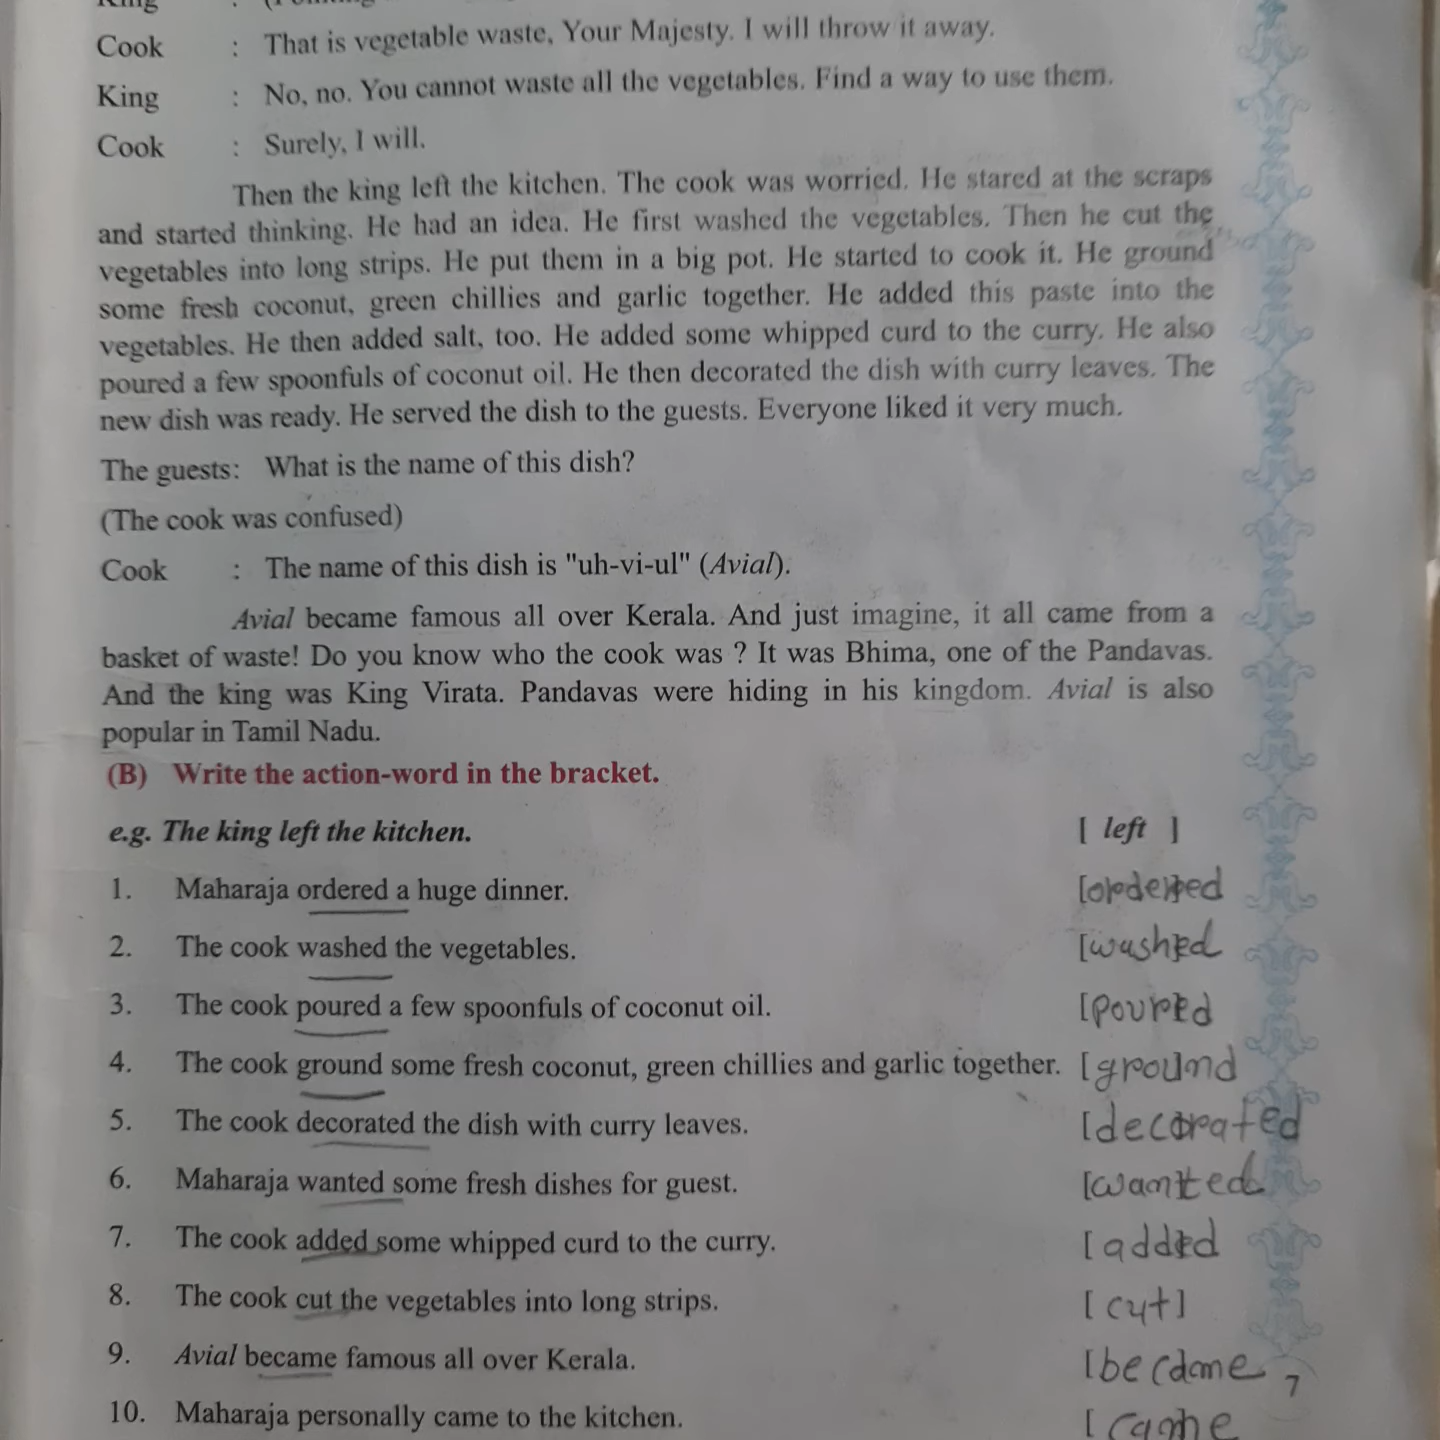 King : (Pointing
Cook : That is vegetable waste, Your Majesty. I will throw it away.
King : No, no. You cannot waste all the vegetables. Find a way to use them.
Cook : Surely, I will.
Then the king left the kitchen. The cook was worried. He stared at the scraps
and started thinking. He had an idea. He first washed the vegetables. Then he cut the
vegetables into long strips. He put them in a big pot. He started to cook it. He ground
some fresh coconut, green chillies and garlic together. He added this paste into the
vegetables. He then added salt, too. He added some whipped curd to the curry. He also
poured a few spoonfuls of coconut oil. He then decorated the dish with curry leaves. The
new dish was ready. He served the dish to the guests. Everyone liked it very much.
The guests: What is the name of this dish?
(The cook was confused)
Cook : The name of this dish is "uh-vi-ul" (Avial).
Avial became famous all over Kerala. And just imagine, it all came from a
basket of waste! Do you know who the cook was ? It was Bhima, one of the Pandavas.
And the king was King Virata. Pandavas were hiding in his kingdom. Avial is also
popular in Tamil Nadu.
(B) Write the action-word in the bracket.
e.g. The king left the kitchen. [ left ]
1. Maharaja ordered a huge dinner. [ordered
2. The cook washed the vegetables. [washed
3. The cook poured a few spoonfuls of coconut oil. [poured
4. The cook ground some fresh coconut, green chillies and garlic together. [ground
5. The cook decorated the dish with curry leaves. [decorated
6. Maharaja wanted some fresh dishes for guest. [wanted
7. The cook added some whipped curd to the curry. [added
8. The cook cut the vegetables into long strips. [cut]
9. Avial became famous all over Kerala. [became
7
10. Maharaja personally came to the kitchen. [came